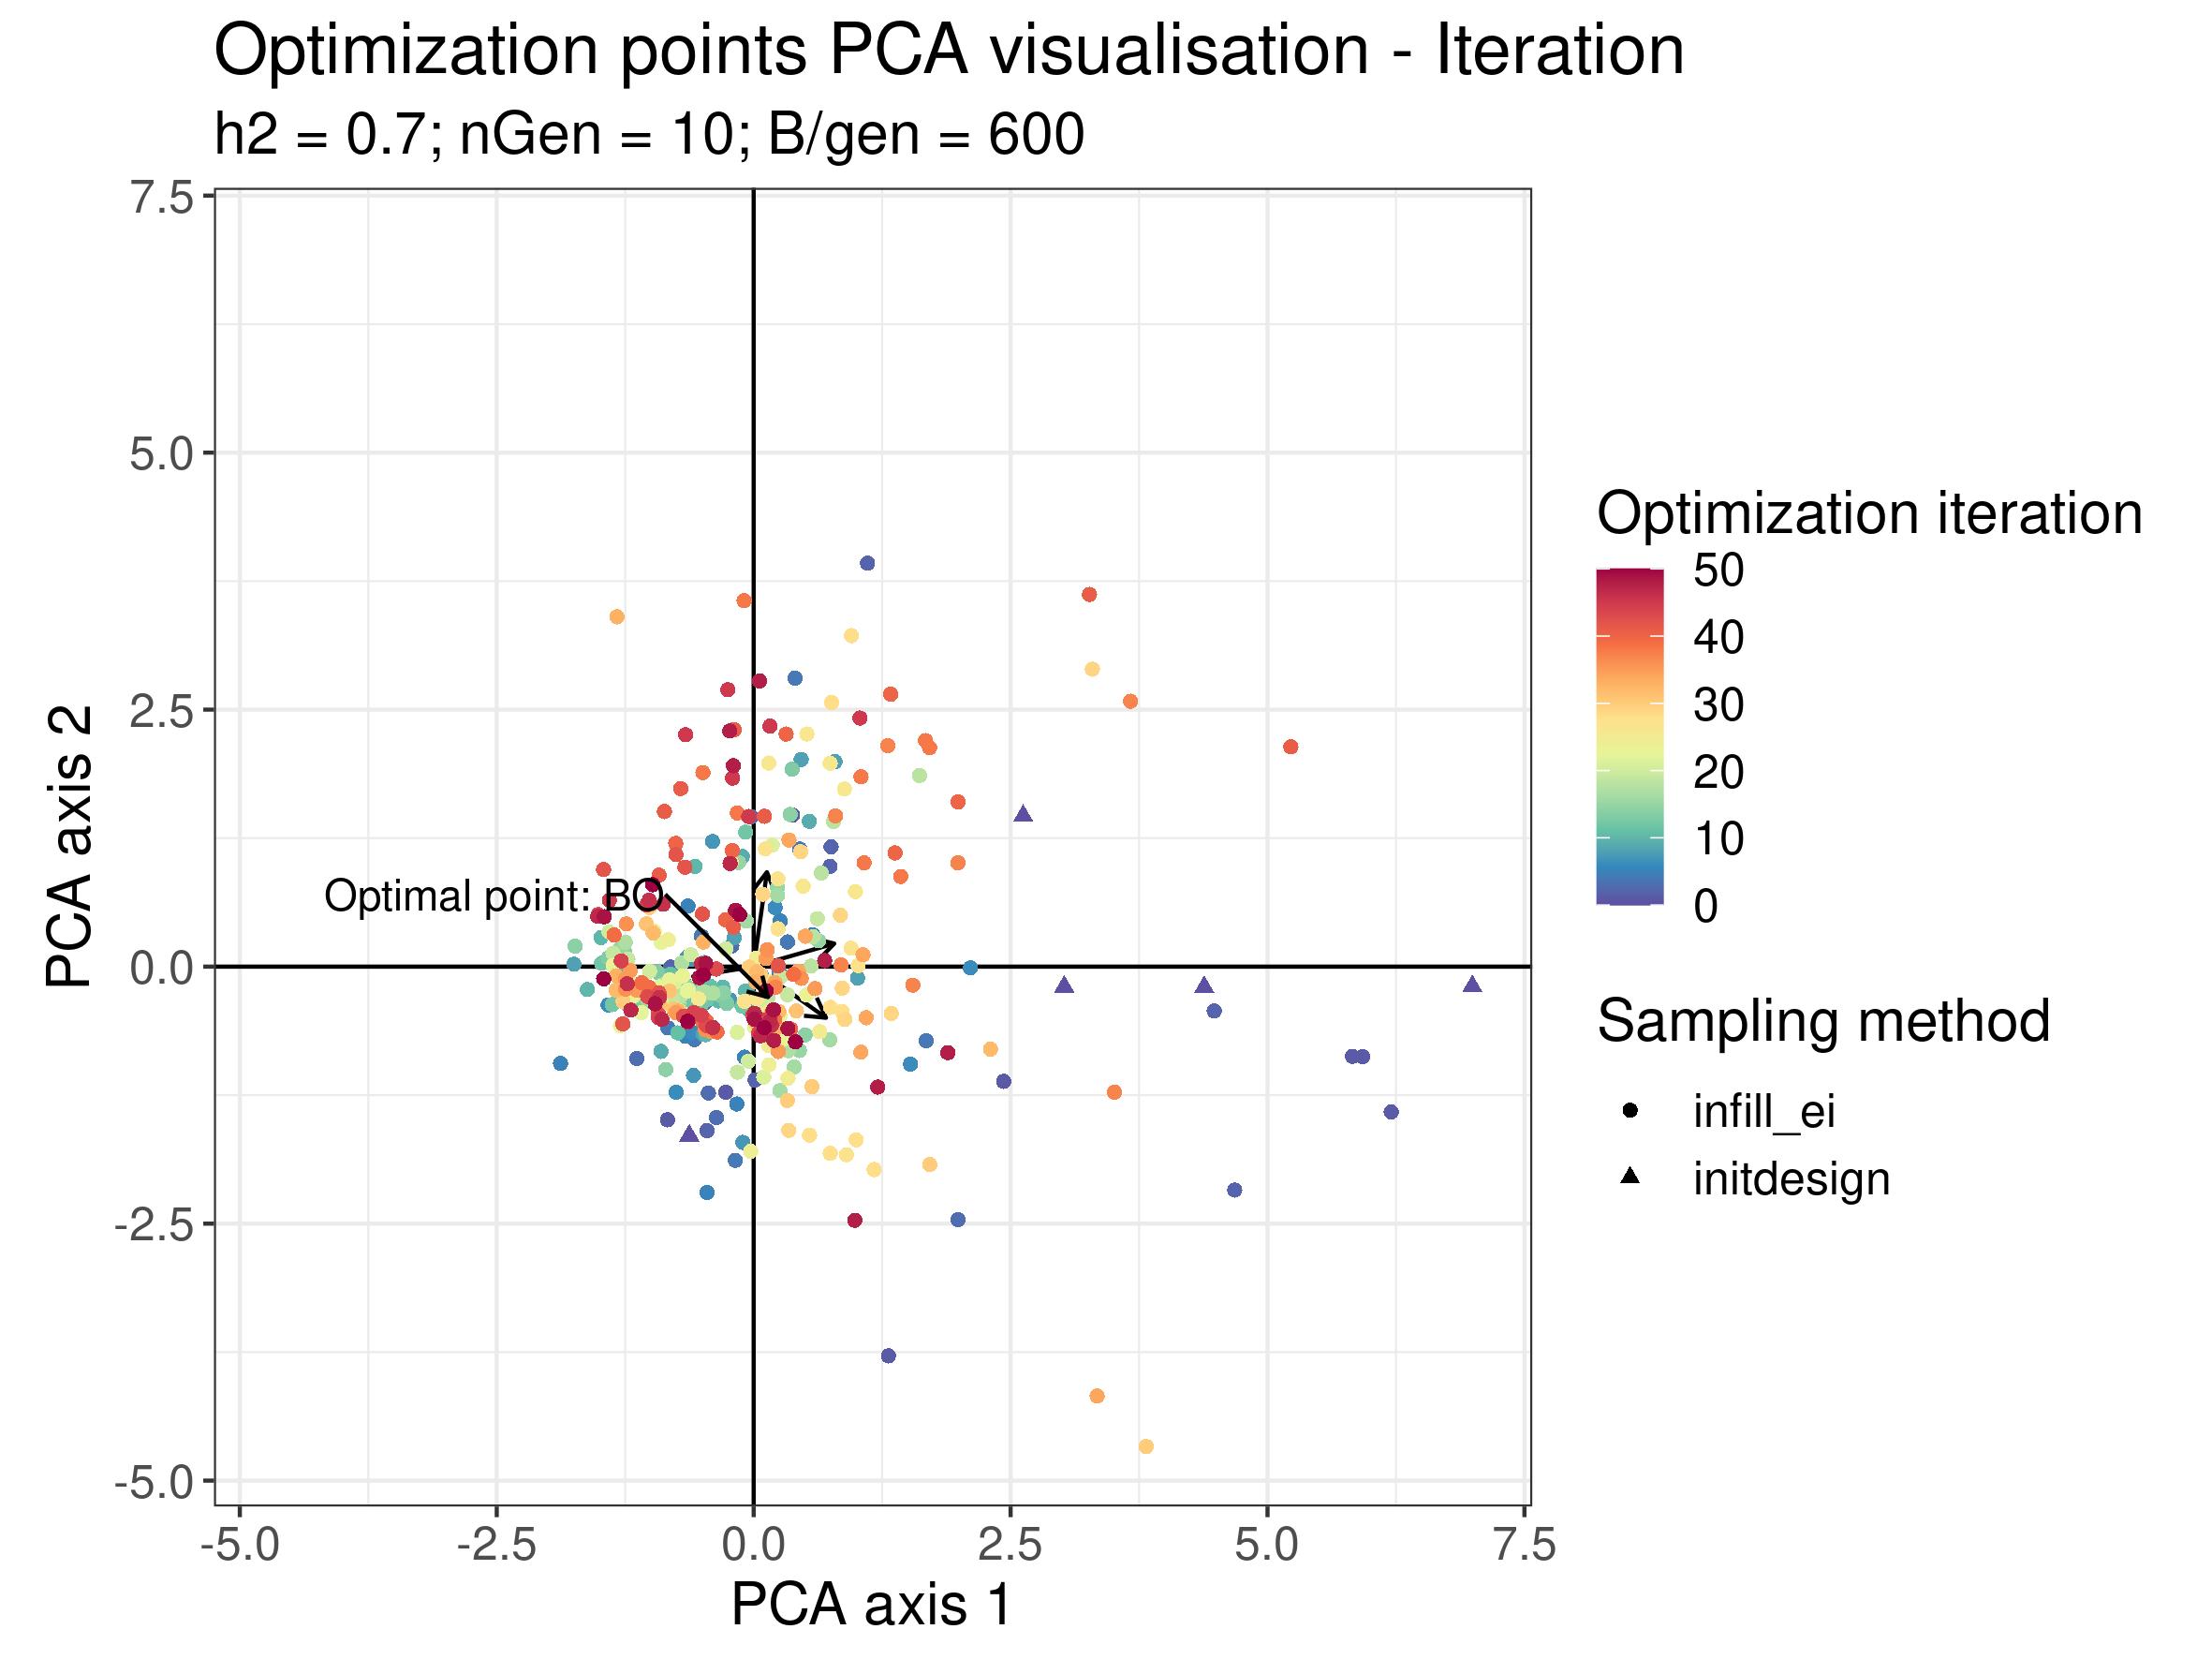 Optimization points PCA visualisation - Iteration
h2 = 0.7; nGen = 10; B/gen = 600
7.5
5.0
2.5
0.0
-2.5
-5.0
PCA axis 2
Optimal point: BO
-5.0
-2.5
0.0
2.5
5.0
7.5
PCA axis 1
Optimization iteration
50
40
30
20
10
0
Sampling method
infill_ei
initdesign